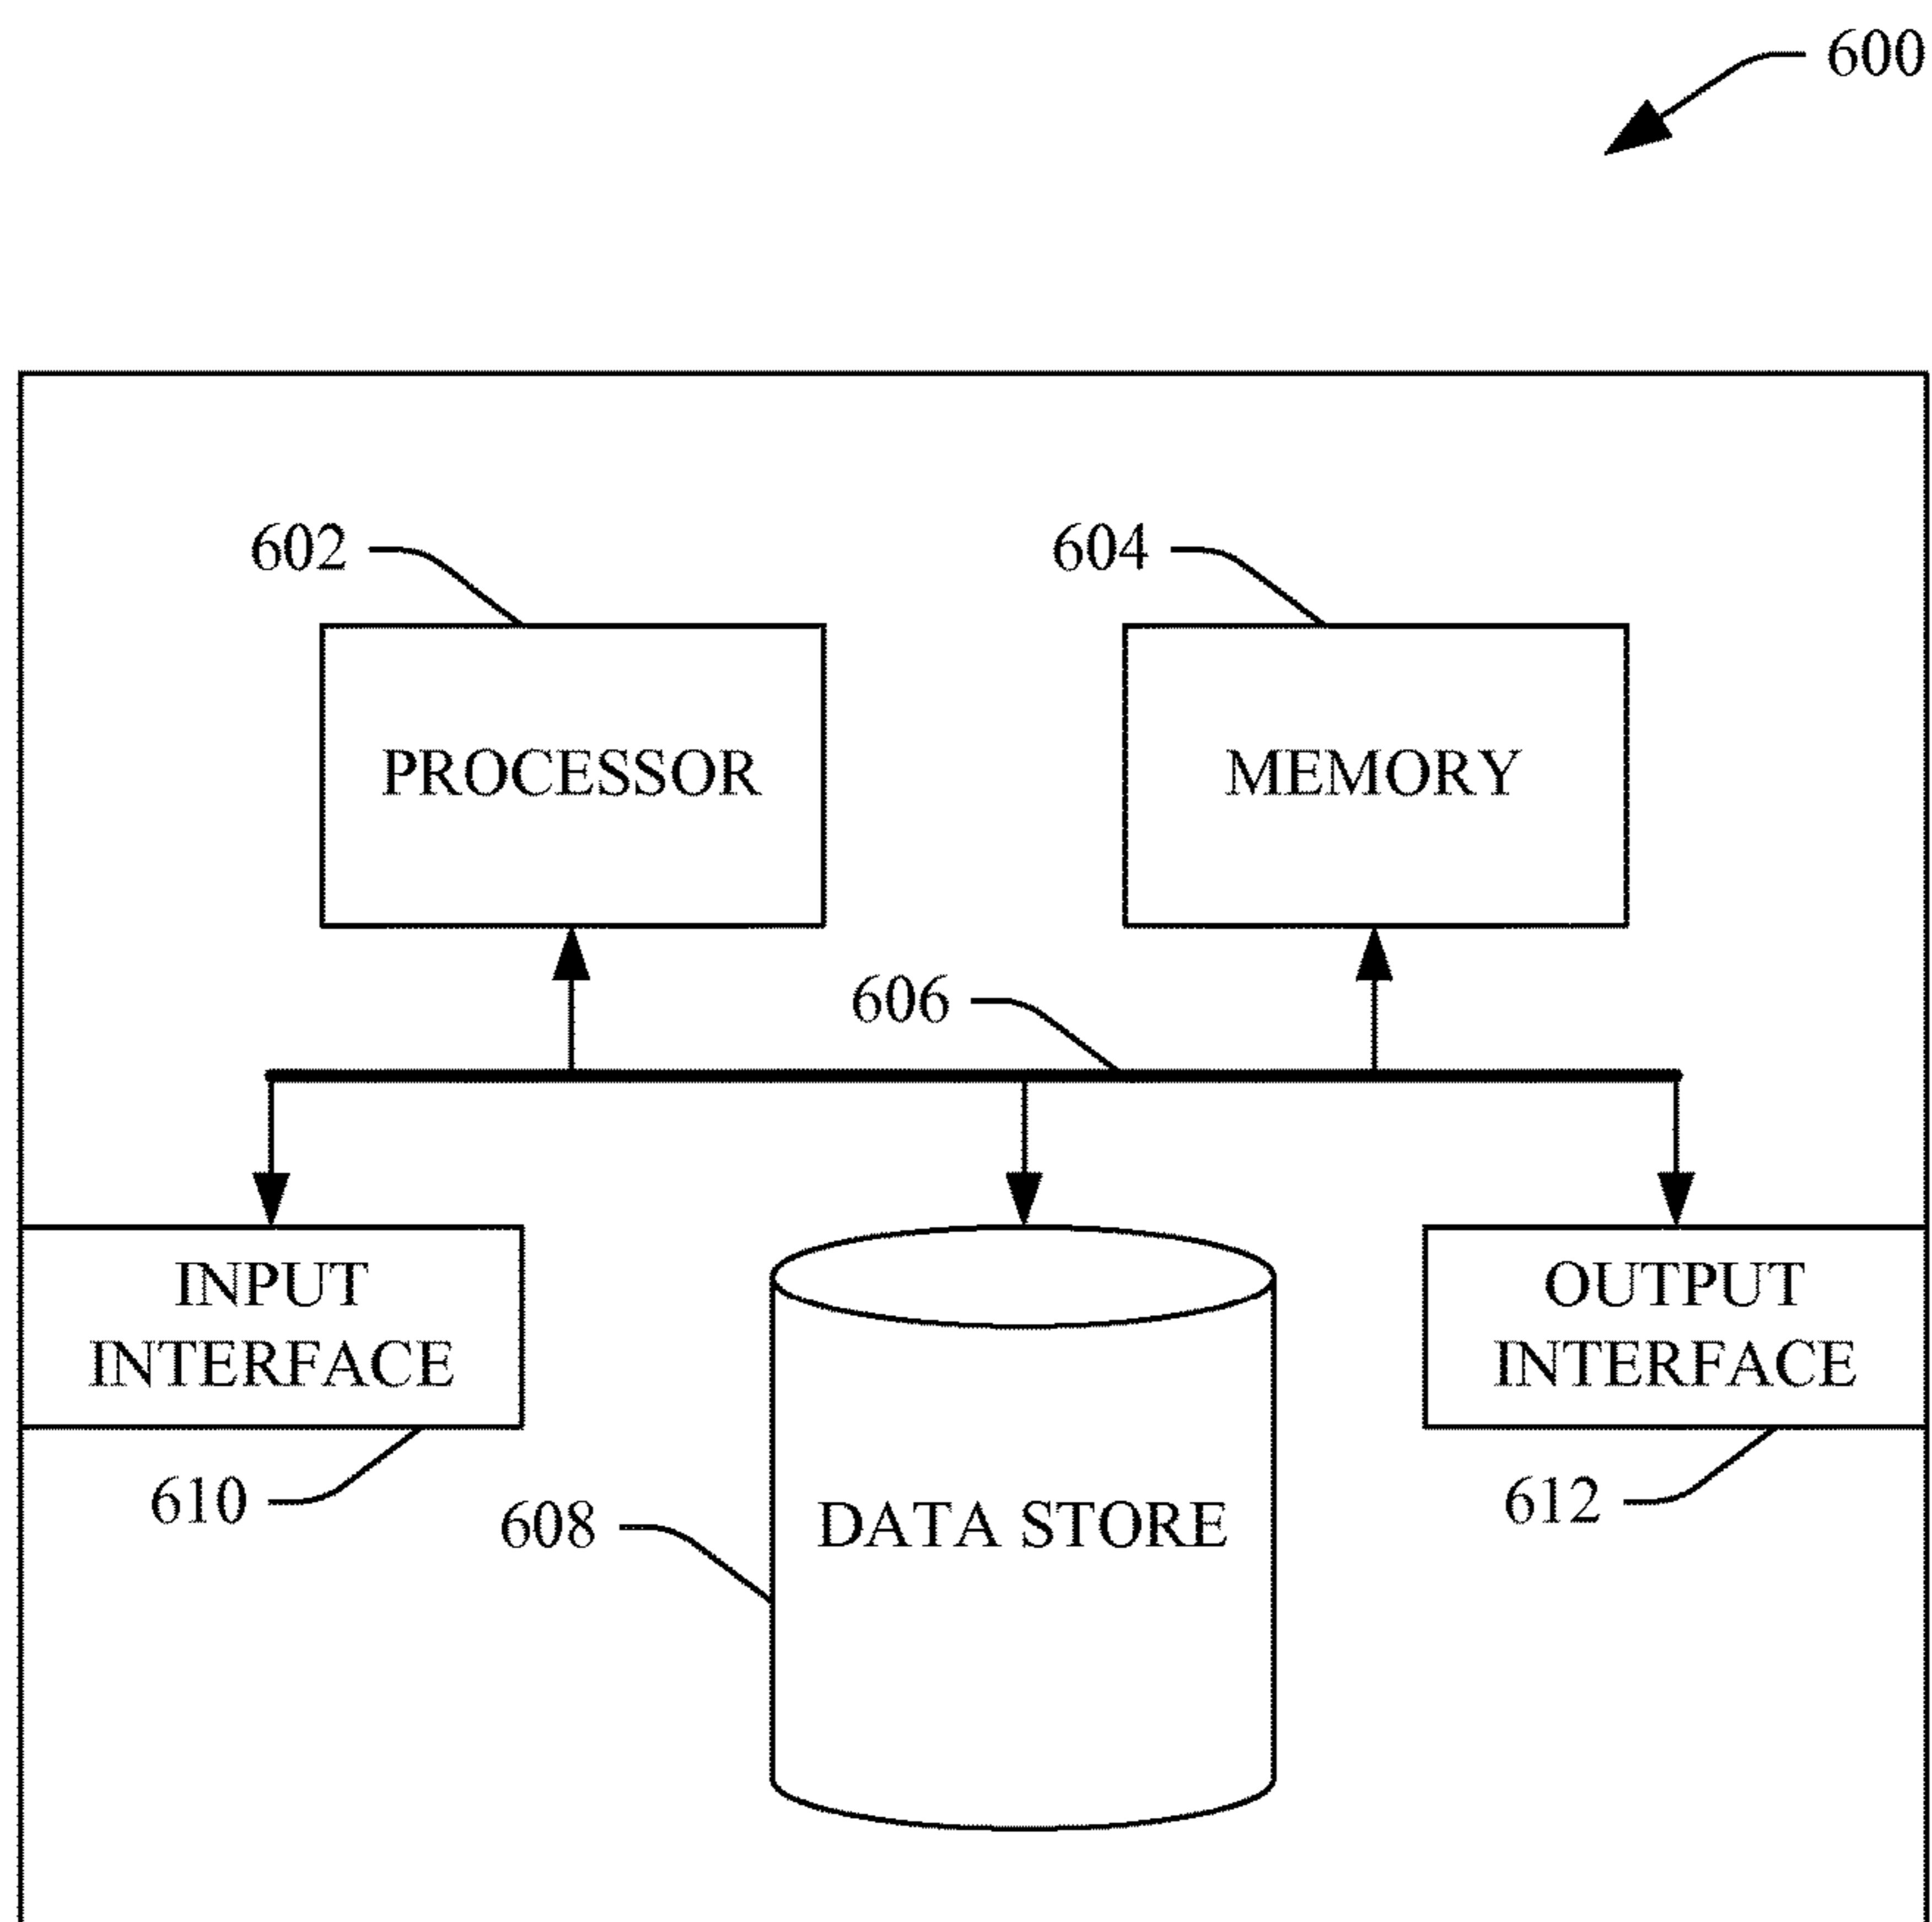 600
602
604
PROCESSOR
MEMORY
606
INPUT
INTERFACE
OUTPUT
INTERFACE
610
608
DATA STORE
612